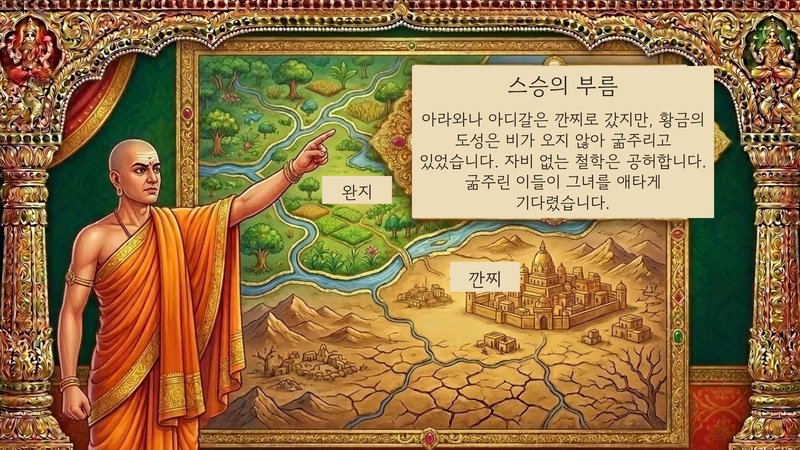 스승의 부름
아라와나 아디갈은 깐찌로 갔지만, 황금의
도성은 비가 오지 않아 굶주리고
있었습니다. 자비 없는 철학은 공허합니다.
굶주린 이들이 그녀를 애타게
기다렸습니다.
완지
깐찌